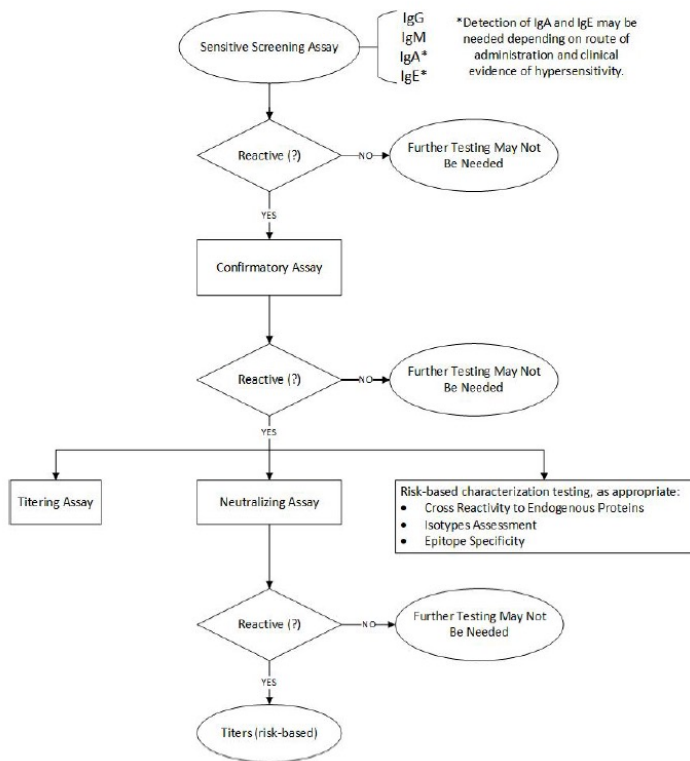 Sensitive Screening Assay
IgG
IgM
IgA*
IgE*
*Detection of IgA and IgE may be
needed depending on route of
administration and clinical
evidence of hypersensitivity.
Reactive (?)
NO
Further Testing May Not
Be Needed
YES
Confirmatory Assay
Reactive (?)
NO
Further Testing May Not
Be Needed
YES
Titering Assay
Neutralizing Assay
Risk-based characterization testing, as appropriate:
• Cross Reactivity to Endogenous Proteins
• Isotypes Assessment
• Epitope Specificity
Reactive (?)
NO
Further Testing May Not
Be Needed
YES
Titers (risk-based)